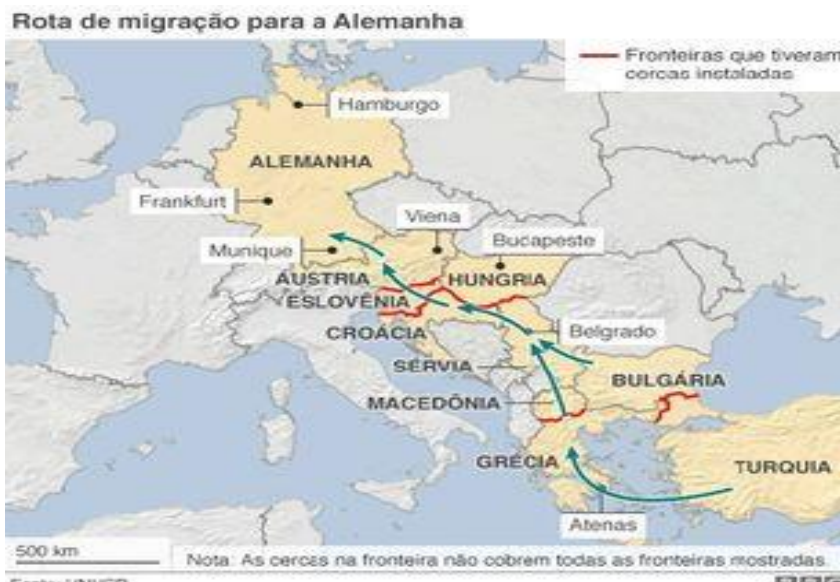 Rota de migração para a Alemanha
Fronteiras que tiveram
cercas instaladas
Hamburgo
ALEMANHA
Frankfurt
Viena
Munique
Bucapeste
ÁUSTRIA
HUNGRIA
ESLOVÊNIA
CROÁCIA
Belgrado
SÉRVIA
BULGÁRIA
MACEDÔNIA
GRÉCIA
TURQUIA
Atenas
500 km
Nota: As cercas na fronteira não cobrem todas as fronteiras mostradas